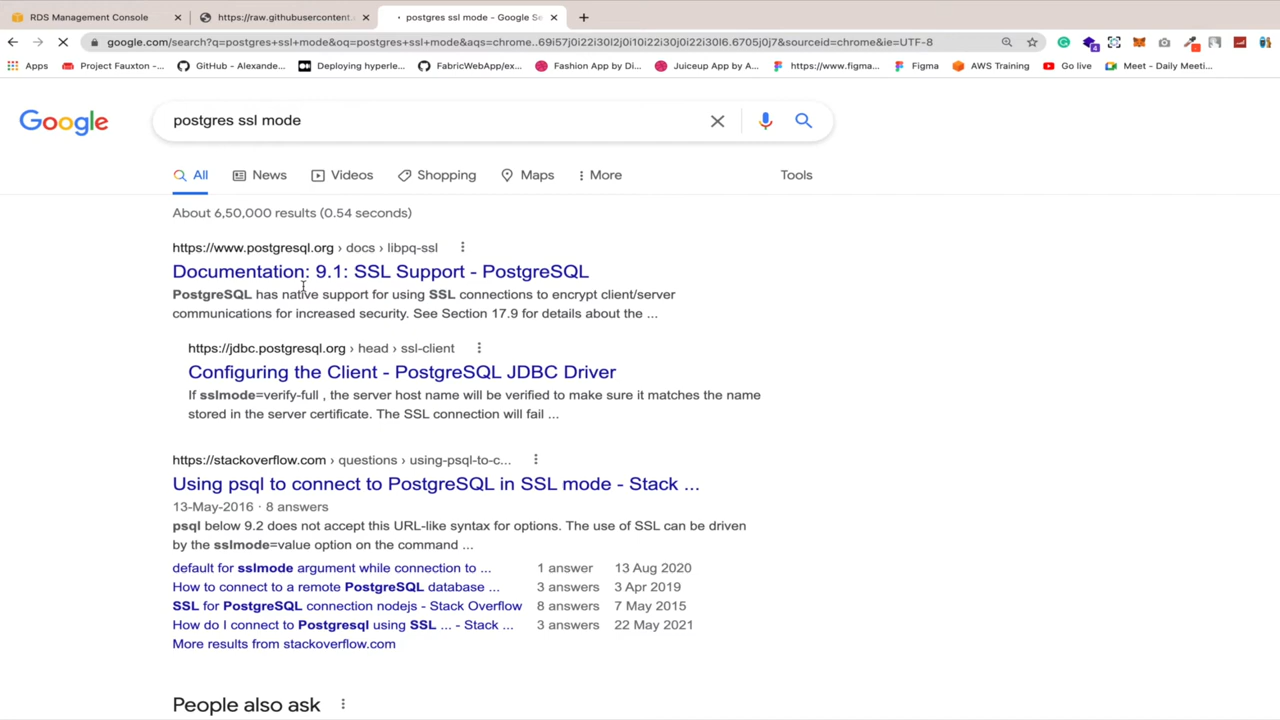 RDS Management Console
https://raw.githubusercontent.
postgres ssl mode - Google Se
google.com/search?q=postgres+ssl+mode&oq=postgres+ssl+mode&aqs=chrome..69i57j0i22i30l2j0i10i22i30j0i22i30l6.6705j0j7&sourceid=chrome&ie=UTF-8
Apps
Project Fauxton -...
GitHub - Alexande...
Deploying hyperle...
FabricWebApp/ex...
Fashion App by Di...
Juiceup App by A...
https://www.figma...
Figma
AWS Training
Go live
Meet - Daily Meeti...
Google
postgres ssl mode
All
News
Videos
Shopping
Maps
More
Tools
About 6,50,000 results (0.54 seconds)
https://www.postgresql.org › docs › libpq-ssl
Documentation: 9.1: SSL Support - PostgreSQL
PostgreSQL has native support for using SSL connections to encrypt client/server
communications for increased security. See Section 17.9 for details about the ...
https://jdbc.postgresql.org › head › ssl-client
Configuring the Client - PostgreSQL JDBC Driver
If sslmode=verify-full , the server host name will be verified to make sure it matches the name
stored in the server certificate. The SSL connection will fail ...
https://stackoverflow.com › questions › using-psql-to-c...
Using psql to connect to PostgreSQL in SSL mode - Stack ...
13-May-2016 · 8 answers
psql below 9.2 does not accept this URL-like syntax for options. The use of SSL can be driven
by the sslmode=value option on the command ...
default for sslmode argument while connection to ... 1 answer 13 Aug 2020
How to connect to a remote PostgreSQL database ... 3 answers 3 Apr 2019
SSL for PostgreSQL connection nodejs - Stack Overflow 8 answers 7 May 2015
How do I connect to Postgresql using SSL ... - Stack ... 3 answers 22 May 2021
More results from stackoverflow.com
People also ask